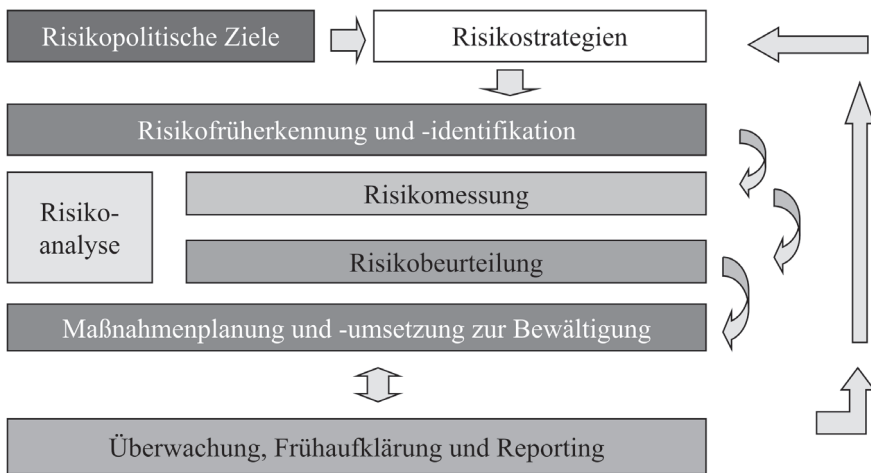 Risikopolitische Ziele
Risikostrategien
Risikofrüherkennung und -identifikation
Risiko-
analyse
Risikomessung
Risikobeurteilung
Maßnahmenplanung und -umsetzung zur Bewältigung
Überwachung, Frühaufklärung und Reporting